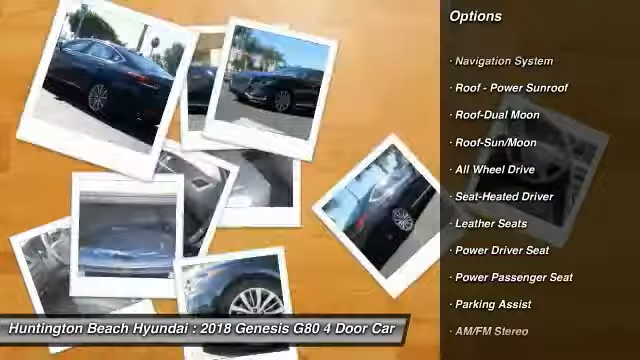 Options
· Navigation System
· Roof - Power Sunroof
· Roof-Dual Moon
· Roof-Sun/Moon
· All Wheel Drive
· Seat-Heated Driver
· Leather Seats
· Power Driver Seat
· Power Passenger Seat
· Parking Assist
· AM/FM Stereo
Huntington Beach Hyundai : 2018 Genesis G80 4 Door Car